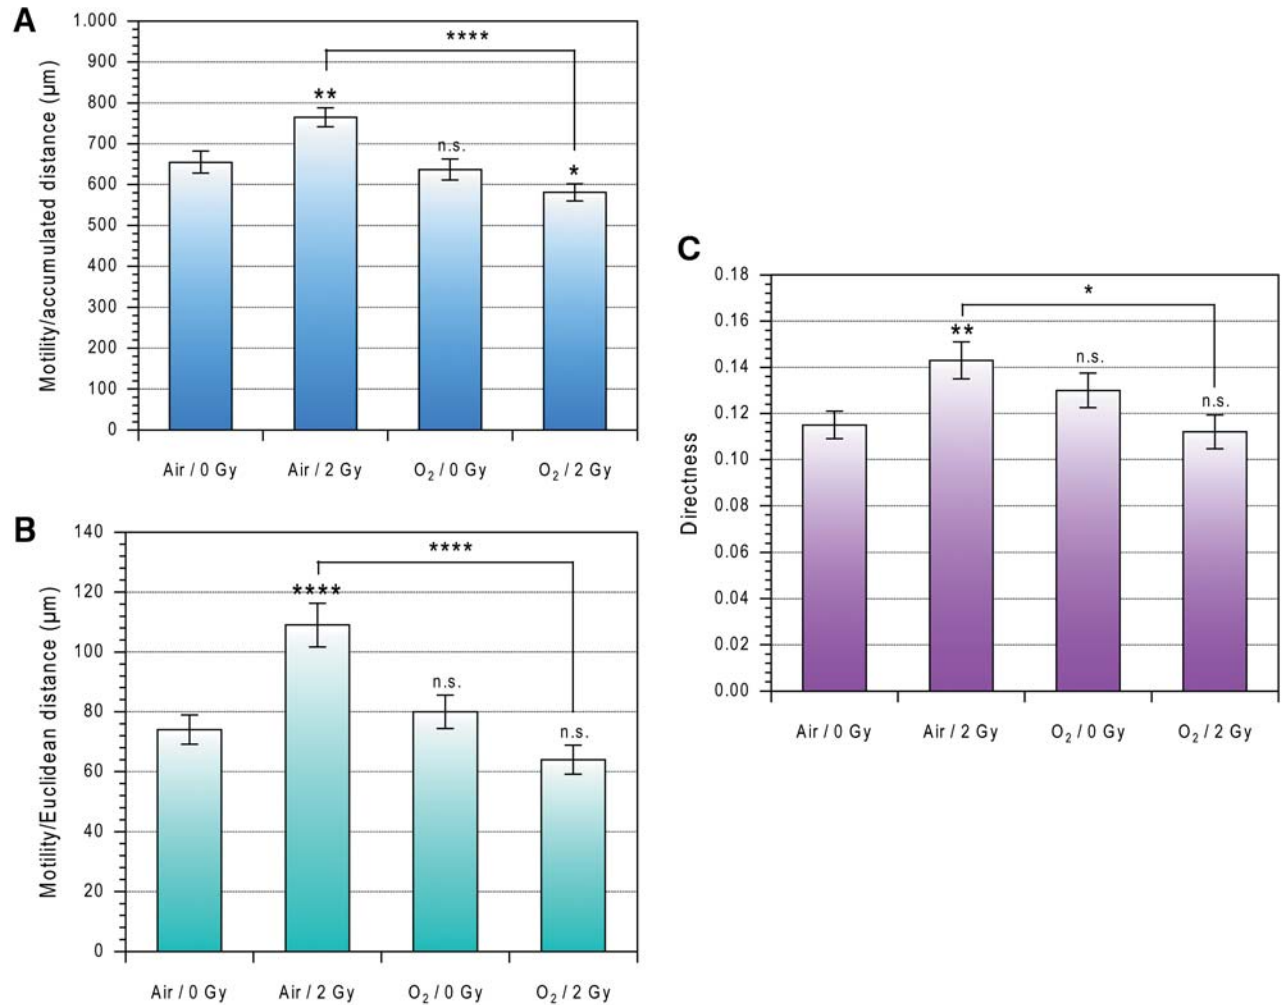 A
Motility/accumulated distance (µm)
1.000
900
800
700
600
500
400
300
200
100
0
****
**
n.s.
*
Air / 0 Gy
Air / 2 Gy
O₂ / 0 Gy
O₂ / 2 Gy
B
Motility/Euclidean distance (µm)
140
120
100
80
60
40
20
0
****
****
n.s.
n.s.
Air / 0 Gy
Air / 2 Gy
O₂ / 0 Gy
O₂ / 2 Gy
C
Directness
0.18
0.16
0.14
0.12
0.10
0.08
0.06
0.04
0.02
0.00
*
**
n.s.
n.s.
Air / 0 Gy
Air / 2 Gy
O₂ / 0 Gy
O₂ / 2 Gy